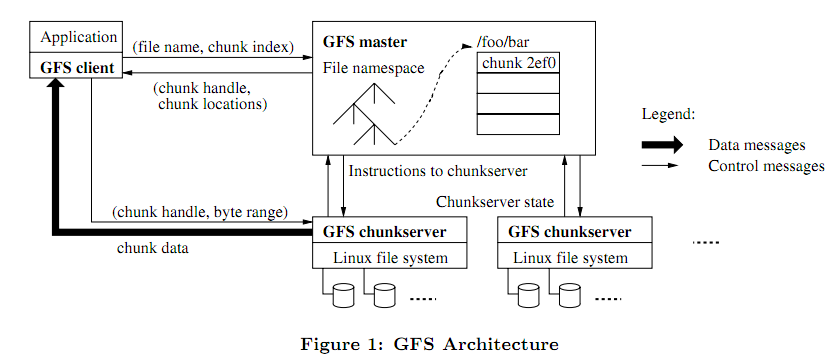 Application
GFS client
(file name, chunk index)
(chunk handle,
chunk locations)
GFS master
File namespace
/foo/bar
chunk 2ef0
Legend:
Data messages
Control messages
Instructions to chunkserver
Chunkserver state
(chunk handle, byte range)
chunk data
GFS chunkserver
Linux file system
GFS chunkserver
Linux file system
Figure 1: GFS Architecture